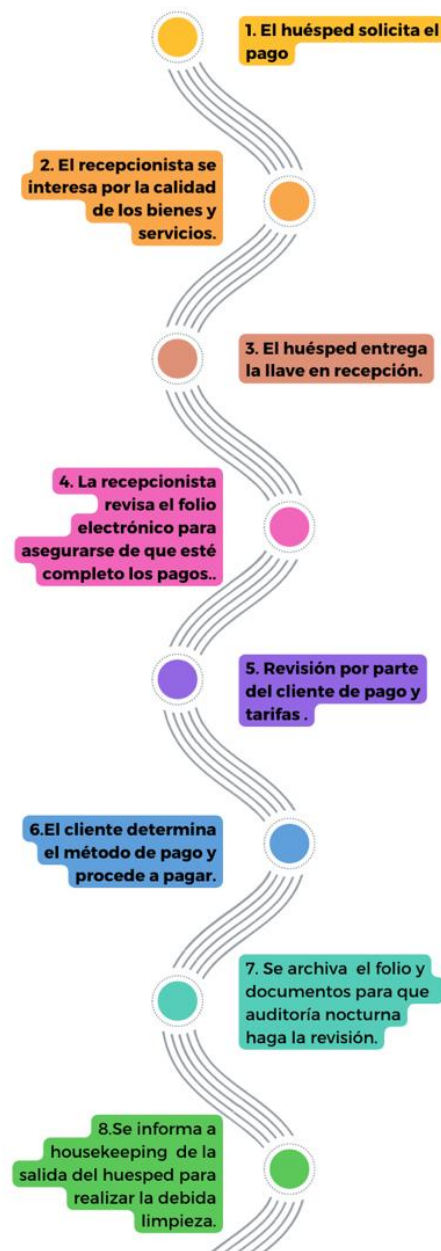 1. El huésped solicita el
pago
2. El recepcionista se
interesa por la calidad
de los bienes y
servicios.
3. El huésped entrega
la llave en recepción.
4. La recepcionista
revisa el folio
electrónico para
asegurarse de que esté
completo los pagos..
5. Revisión por parte
del cliente de pago y
tarifas .
6.El cliente determina
el método de pago y
procede a pagar.
7. Se archiva el folio y
documentos para que
auditoría nocturna
haga la revisión.
8.Se informa a
housekeeping de la
salida del huesped para
realizar la debida
limpieza.